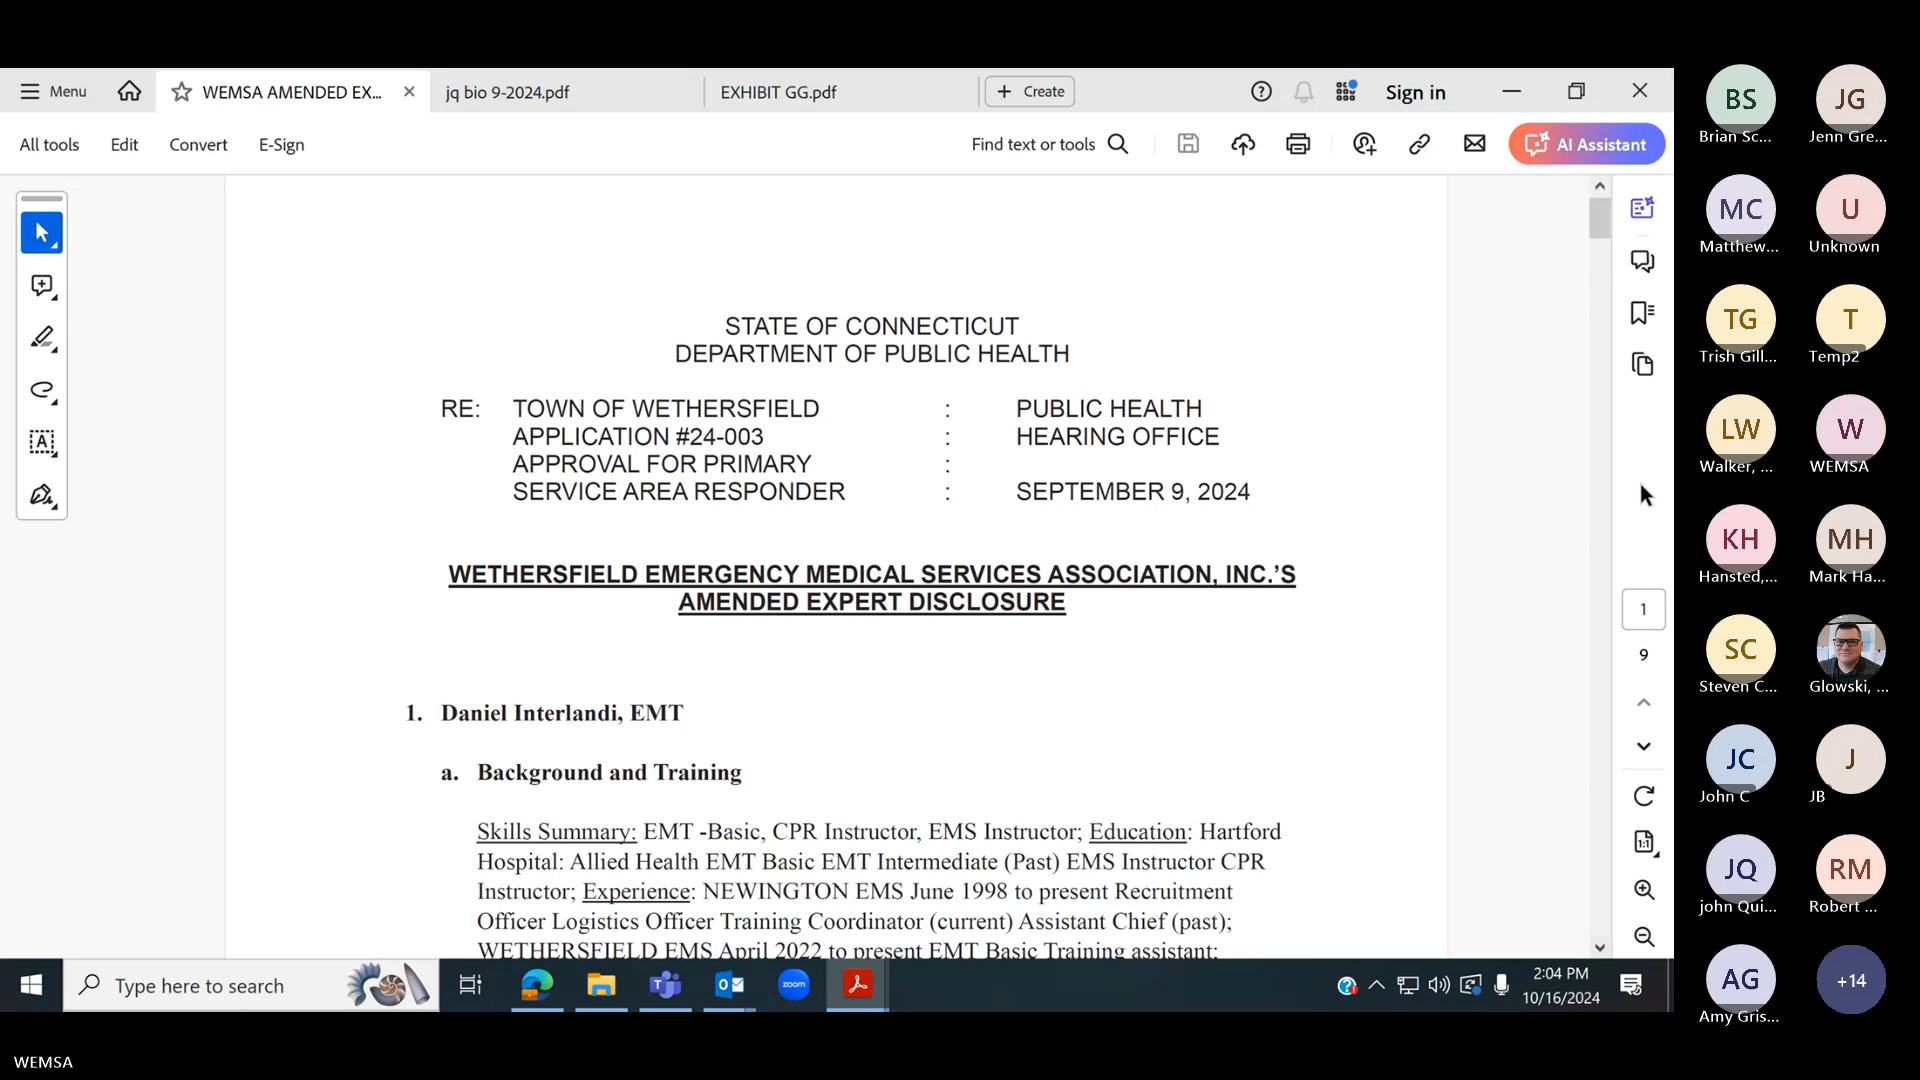 Menu
WEMSA AMENDED EX...
jq bio 9-2024.pdf
EXHIBIT GG.pdf
Create
Sign in
All tools
Edit
Convert
E-Sign
Find text or tools
AI Assistant
STATE OF CONNECTICUT
DEPARTMENT OF PUBLIC HEALTH
RE: TOWN OF WETHERSFIELD : PUBLIC HEALTH
APPLICATION #24-003 : HEARING OFFICE
APPROVAL FOR PRIMARY :
SERVICE AREA RESPONDER : SEPTEMBER 9, 2024
WETHERSFIELD EMERGENCY MEDICAL SERVICES ASSOCIATION, INC.'S
AMENDED EXPERT DISCLOSURE
1. Daniel Interlandi, EMT
a. Background and Training
Skills Summary: EMT -Basic, CPR Instructor, EMS Instructor; Education: Hartford
Hospital: Allied Health EMT Basic EMT Intermediate (Past) EMS Instructor CPR
Instructor; Experience: NEWINGTON EMS June 1998 to present Recruitment
Officer Logistics Officer Training Coordinator (current) Assistant Chief (past);
WETHERSFIELD EMS April 2022 to present EMT Basic Training assistant;
1
9
1:1
Type here to search
zoom
2:04 PM
10/16/2024
BS
Brian Sc...
JG
Jenn Gre...
MC
Matthew...
U
Unknown
TG
Trish Gill...
T
Temp2
LW
Walker, ...
W
WEMSA
KH
Hansted,...
MH
Mark Ha...
SC
Steven C...
Glowski, ...
JC
John C
J
JB
JQ
john Qui...
RM
Robert ...
AG
Amy Gris...
+14
WEMSA